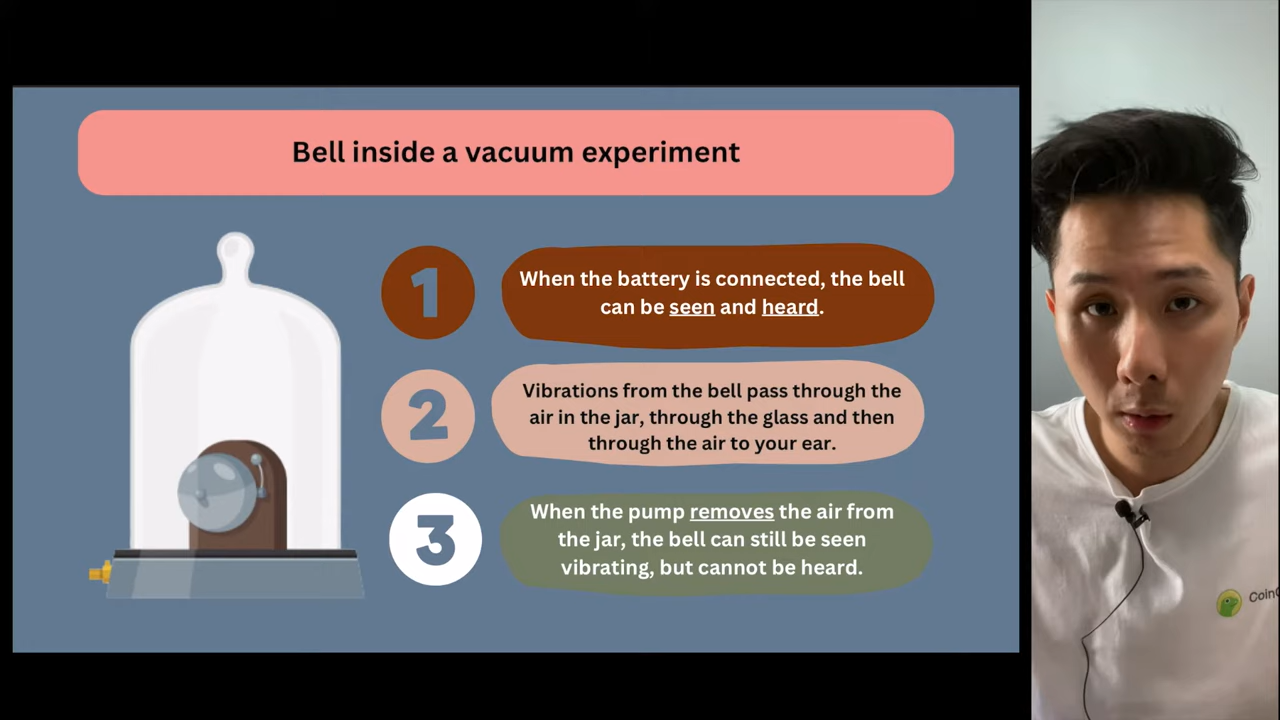 Bell inside a vacuum experiment
1
When the battery is connected, the bell
can be seen and heard.
2
Vibrations from the bell pass through the
air in the jar, through the glass and then
through the air to your ear.
3
When the pump removes the air from
the jar, the bell can still be seen
vibrating, but cannot be heard.